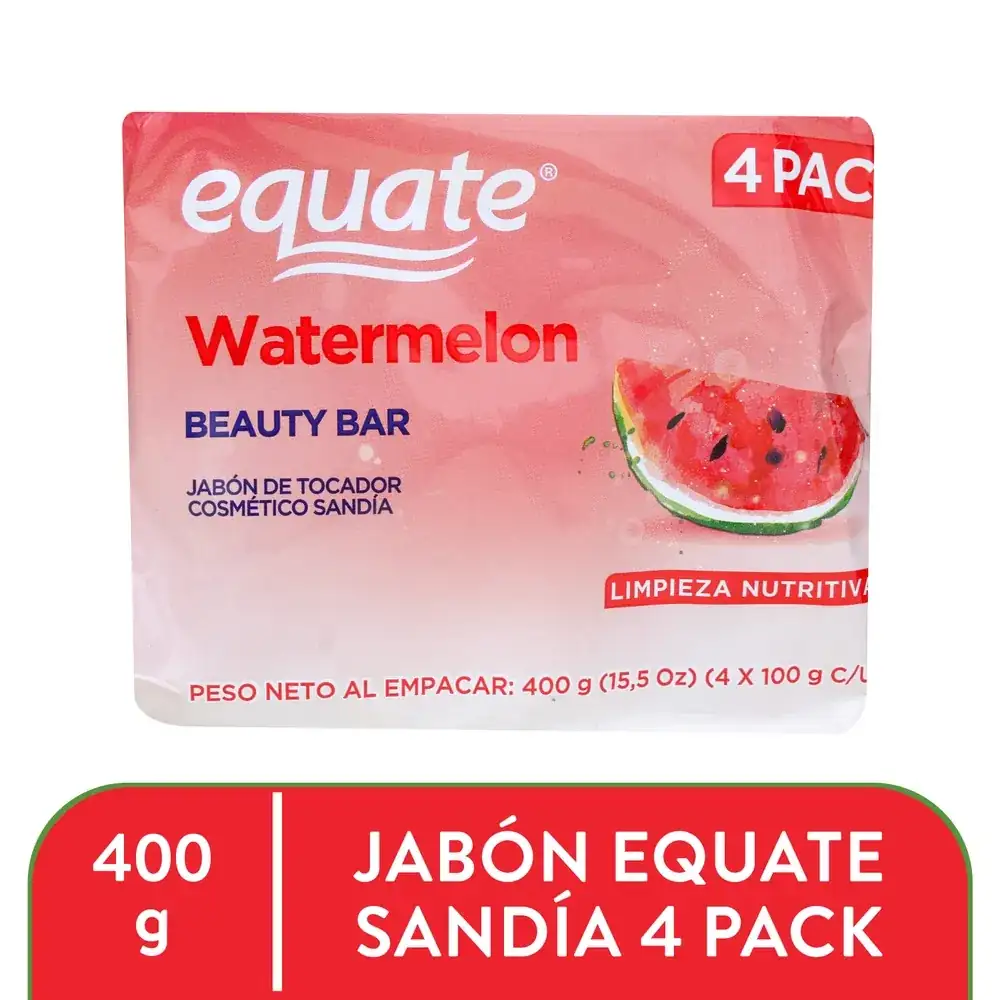 equate®
4 PAC
Watermelon
BEAUTY BAR
JABÓN DE TOCADOR
COSMÉTICO SANDÍA
LIMPIEZA NUTRITIVA
PESO NETO AL EMPACAR: 400 g (15,5 Oz) (4 X 100 g C/U
400
g
JABÓN EQUATE
SANDÍA 4 PACK